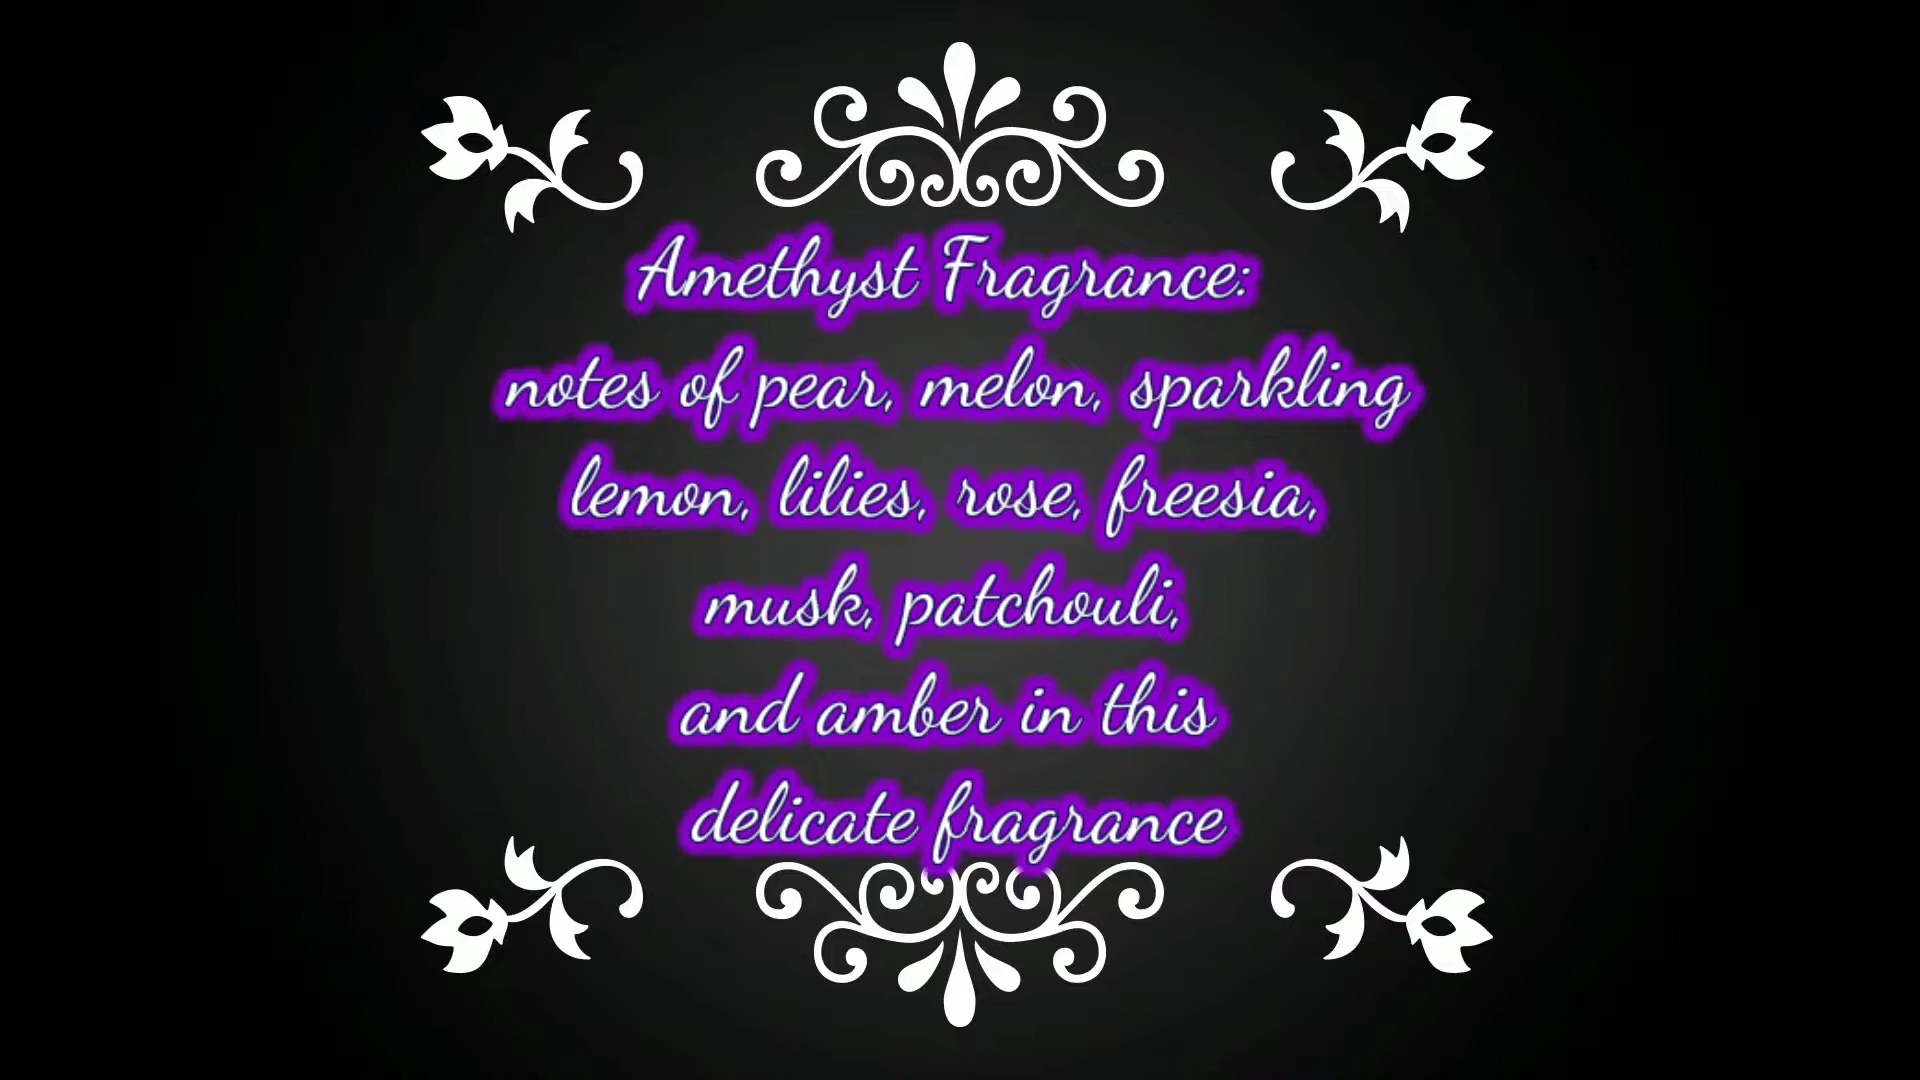 Amethyst Fragrance:
notes of pear, melon, sparkling
lemon, lilies, rose, freesia,
musk, patchouli,
and amber in this
delicate fragrance